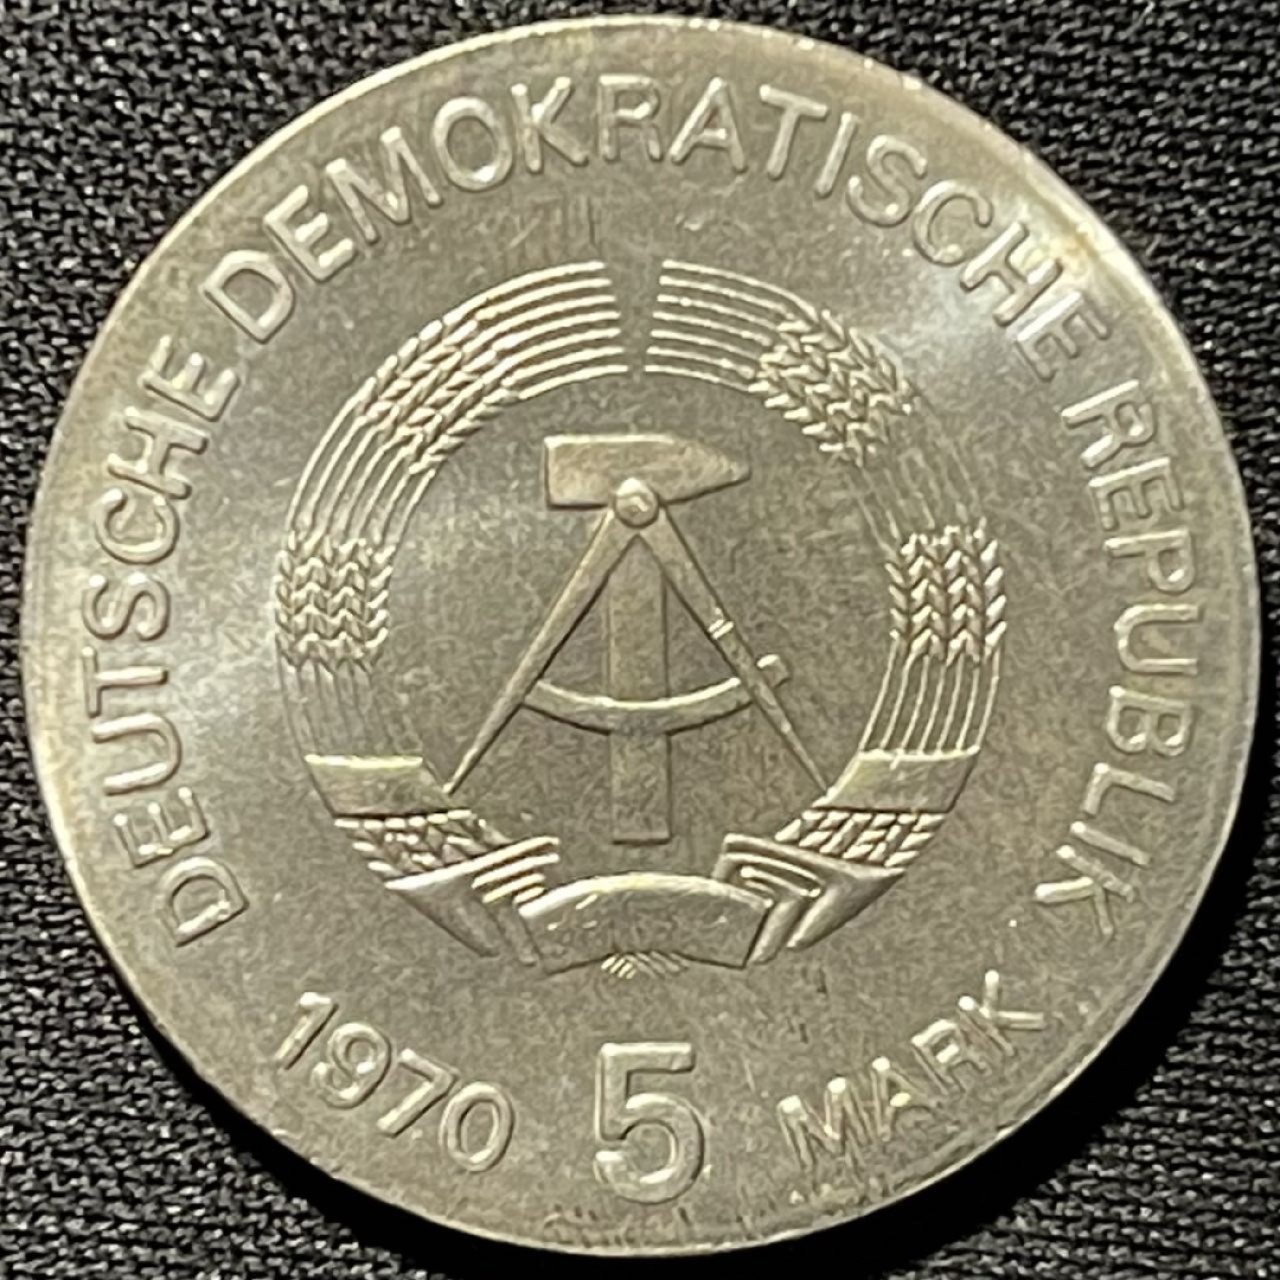 DEUTSCHE DEMOKRATISCHE REPUBLIK
1970 5 MARK